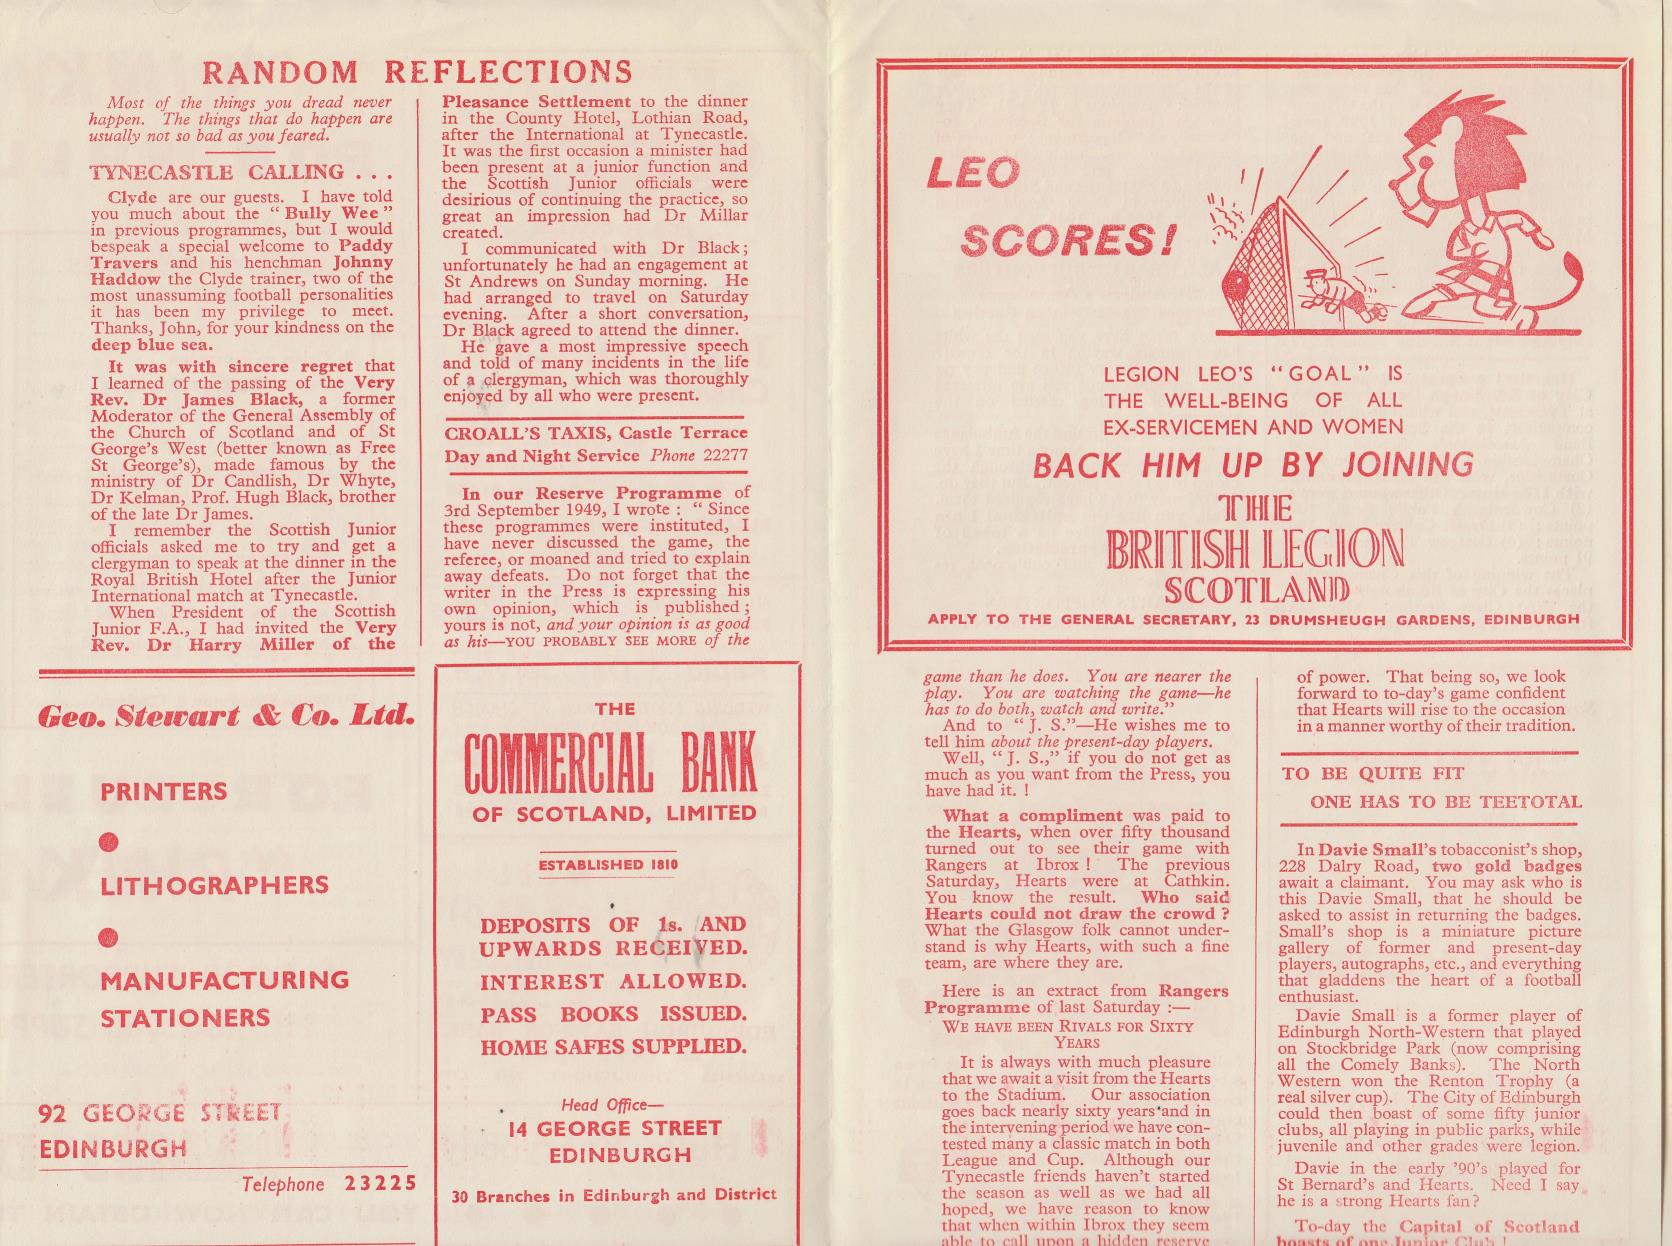 RANDOM REFLECTIONS
Most of the things you dread never
happen. The things that do happen are
usually not so bad as you feared.
TYNECASTLE CALLING . . .
Clyde are our guests. I have told
you much about the " Bully Wee "
in previous programmes, but I would
bespeak a special welcome to Paddy
Travers and his henchman Johnny
Haddow the Clyde trainer, two of the
most unassuming football personalities
it has been my privilege to meet.
Thanks, John, for your kindness on the
deep blue sea.
It was with sincere regret that
I learned of the passing of the Very
Rev. Dr James Black, a former
Moderator of the General Assembly of
the Church of Scotland and of St
George's West (better known as Free
St George's), made famous by the
ministry of Dr Candlish, Dr Whyte,
Dr Kelman, Prof. Hugh Black, brother
of the late Dr James.
I remember the Scottish Junior
officials asked me to try and get a
clergyman to speak at the dinner in the
Royal British Hotel after the Junior
International match at Tynecastle.
When President of the Scottish
Junior F.A., I had invited the Very
Rev. Dr Harry Miller of the
Pleasance Settlement to the dinner
in the County Hotel, Lothian Road,
after the International at Tynecastle.
It was the first occasion a minister had
been present at a junior function and
the Scottish Junior officials were
desirious of continuing the practice, so
great an impression had Dr Millar
created.
I communicated with Dr Black ;
unfortunately he had an engagement at
St Andrews on Sunday morning. He
had arranged to travel on Saturday
evening. After a short conversation,
Dr Black agreed to attend the dinner.
He gave a most impressive speech
and told of many incidents in the life
of a clergyman, which was thoroughly
enjoyed by all who were present.
CROALL'S TAXIS, Castle Terrace
Day and Night Service Phone 22277
In our Reserve Programme of
3rd September 1949, I wrote : " Since
these programmes were instituted, I
have never discussed the game, the
referee, or moaned and tried to explain
away defeats. Do not forget that the
writer in the Press is expressing his
own opinion, which is published ;
yours is not, and your opinion is as good
as his—YOU PROBABLY SEE MORE of the
Geo. Stewart & Co. Ltd.
PRINTERS
●
LITHOGRAPHERS
●
MANUFACTURING
STATIONERS
92 GEORGE STREET
EDINBURGH
Telephone 23225
THE
COMMERCIAL BANK
OF SCOTLAND, LIMITED
ESTABLISHED 1810
DEPOSITS OF 1s. AND
UPWARDS RECEIVED.
INTEREST ALLOWED.
PASS BOOKS ISSUED.
HOME SAFES SUPPLIED.
Head Office—
14 GEORGE STREET
EDINBURGH
30 Branches in Edinburgh and District
LEO
SCORES!
LEGION LEO'S " GOAL " IS
THE WELL-BEING OF ALL
EX-SERVICEMEN AND WOMEN
BACK HIM UP BY JOINING
THE
BRITISH LEGION
SCOTLAND
APPLY TO THE GENERAL SECRETARY, 23 DRUMSHEUGH GARDENS, EDINBURGH
game than he does. You are nearer the
play. You are watching the game—he
has to do both, watch and write."
And to " J. S."—He wishes me to
tell him about the present-day players.
Well, " J. S.," if you do not get as
much as you want from the Press, you
have had it. !
What a compliment was paid to
the Hearts, when over fifty thousand
turned out to see their game with
Rangers at Ibrox ! The previous
Saturday, Hearts were at Cathkin.
You know the result. Who said
Hearts could not draw the crowd ?
What the Glasgow folk cannot under-
stand is why Hearts, with such a fine
team, are where they are.
Here is an extract from Rangers
Programme of last Saturday :—
WE HAVE BEEN RIVALS FOR SIXTY
YEARS
It is always with much pleasure
that we await a visit from the Hearts
to the Stadium. Our association
goes back nearly sixty years and in
the intervening period we have con-
tested many a classic match in both
League and Cup. Although our
Tynecastle friends haven't started
the season as well as we had all
hoped, we have reason to know
that when within Ibrox they seem
able to call upon a hidden reserve
of power. That being so, we look
forward to to-day's game confident
that Hearts will rise to the occasion
in a manner worthy of their tradition.
TO BE QUITE FIT
ONE HAS TO BE TEETOTAL
In Davie Small's tobacconist's shop,
228 Dalry Road, two gold badges
await a claimant. You may ask who is
this Davie Small, that he should be
asked to assist in returning the badges.
Small's shop is a miniature picture
gallery of former and present-day
players, autographs, etc., and everything
that gladdens the heart of a football
enthusiast.
Davie Small is a former player of
Edinburgh North-Western that played
on Stockbridge Park (now comprising
all the Comely Banks). The North
Western won the Renton Trophy (a
real silver cup). The City of Edinburgh
could then boast of some fifty junior
clubs, all playing in public parks, while
juvenile and other grades were legion.
Davie in the early '90's played for
St Bernard's and Hearts. Need I say
he is a strong Hearts fan?
To-day the Capital of Scotland
boasts of one Junior Club !